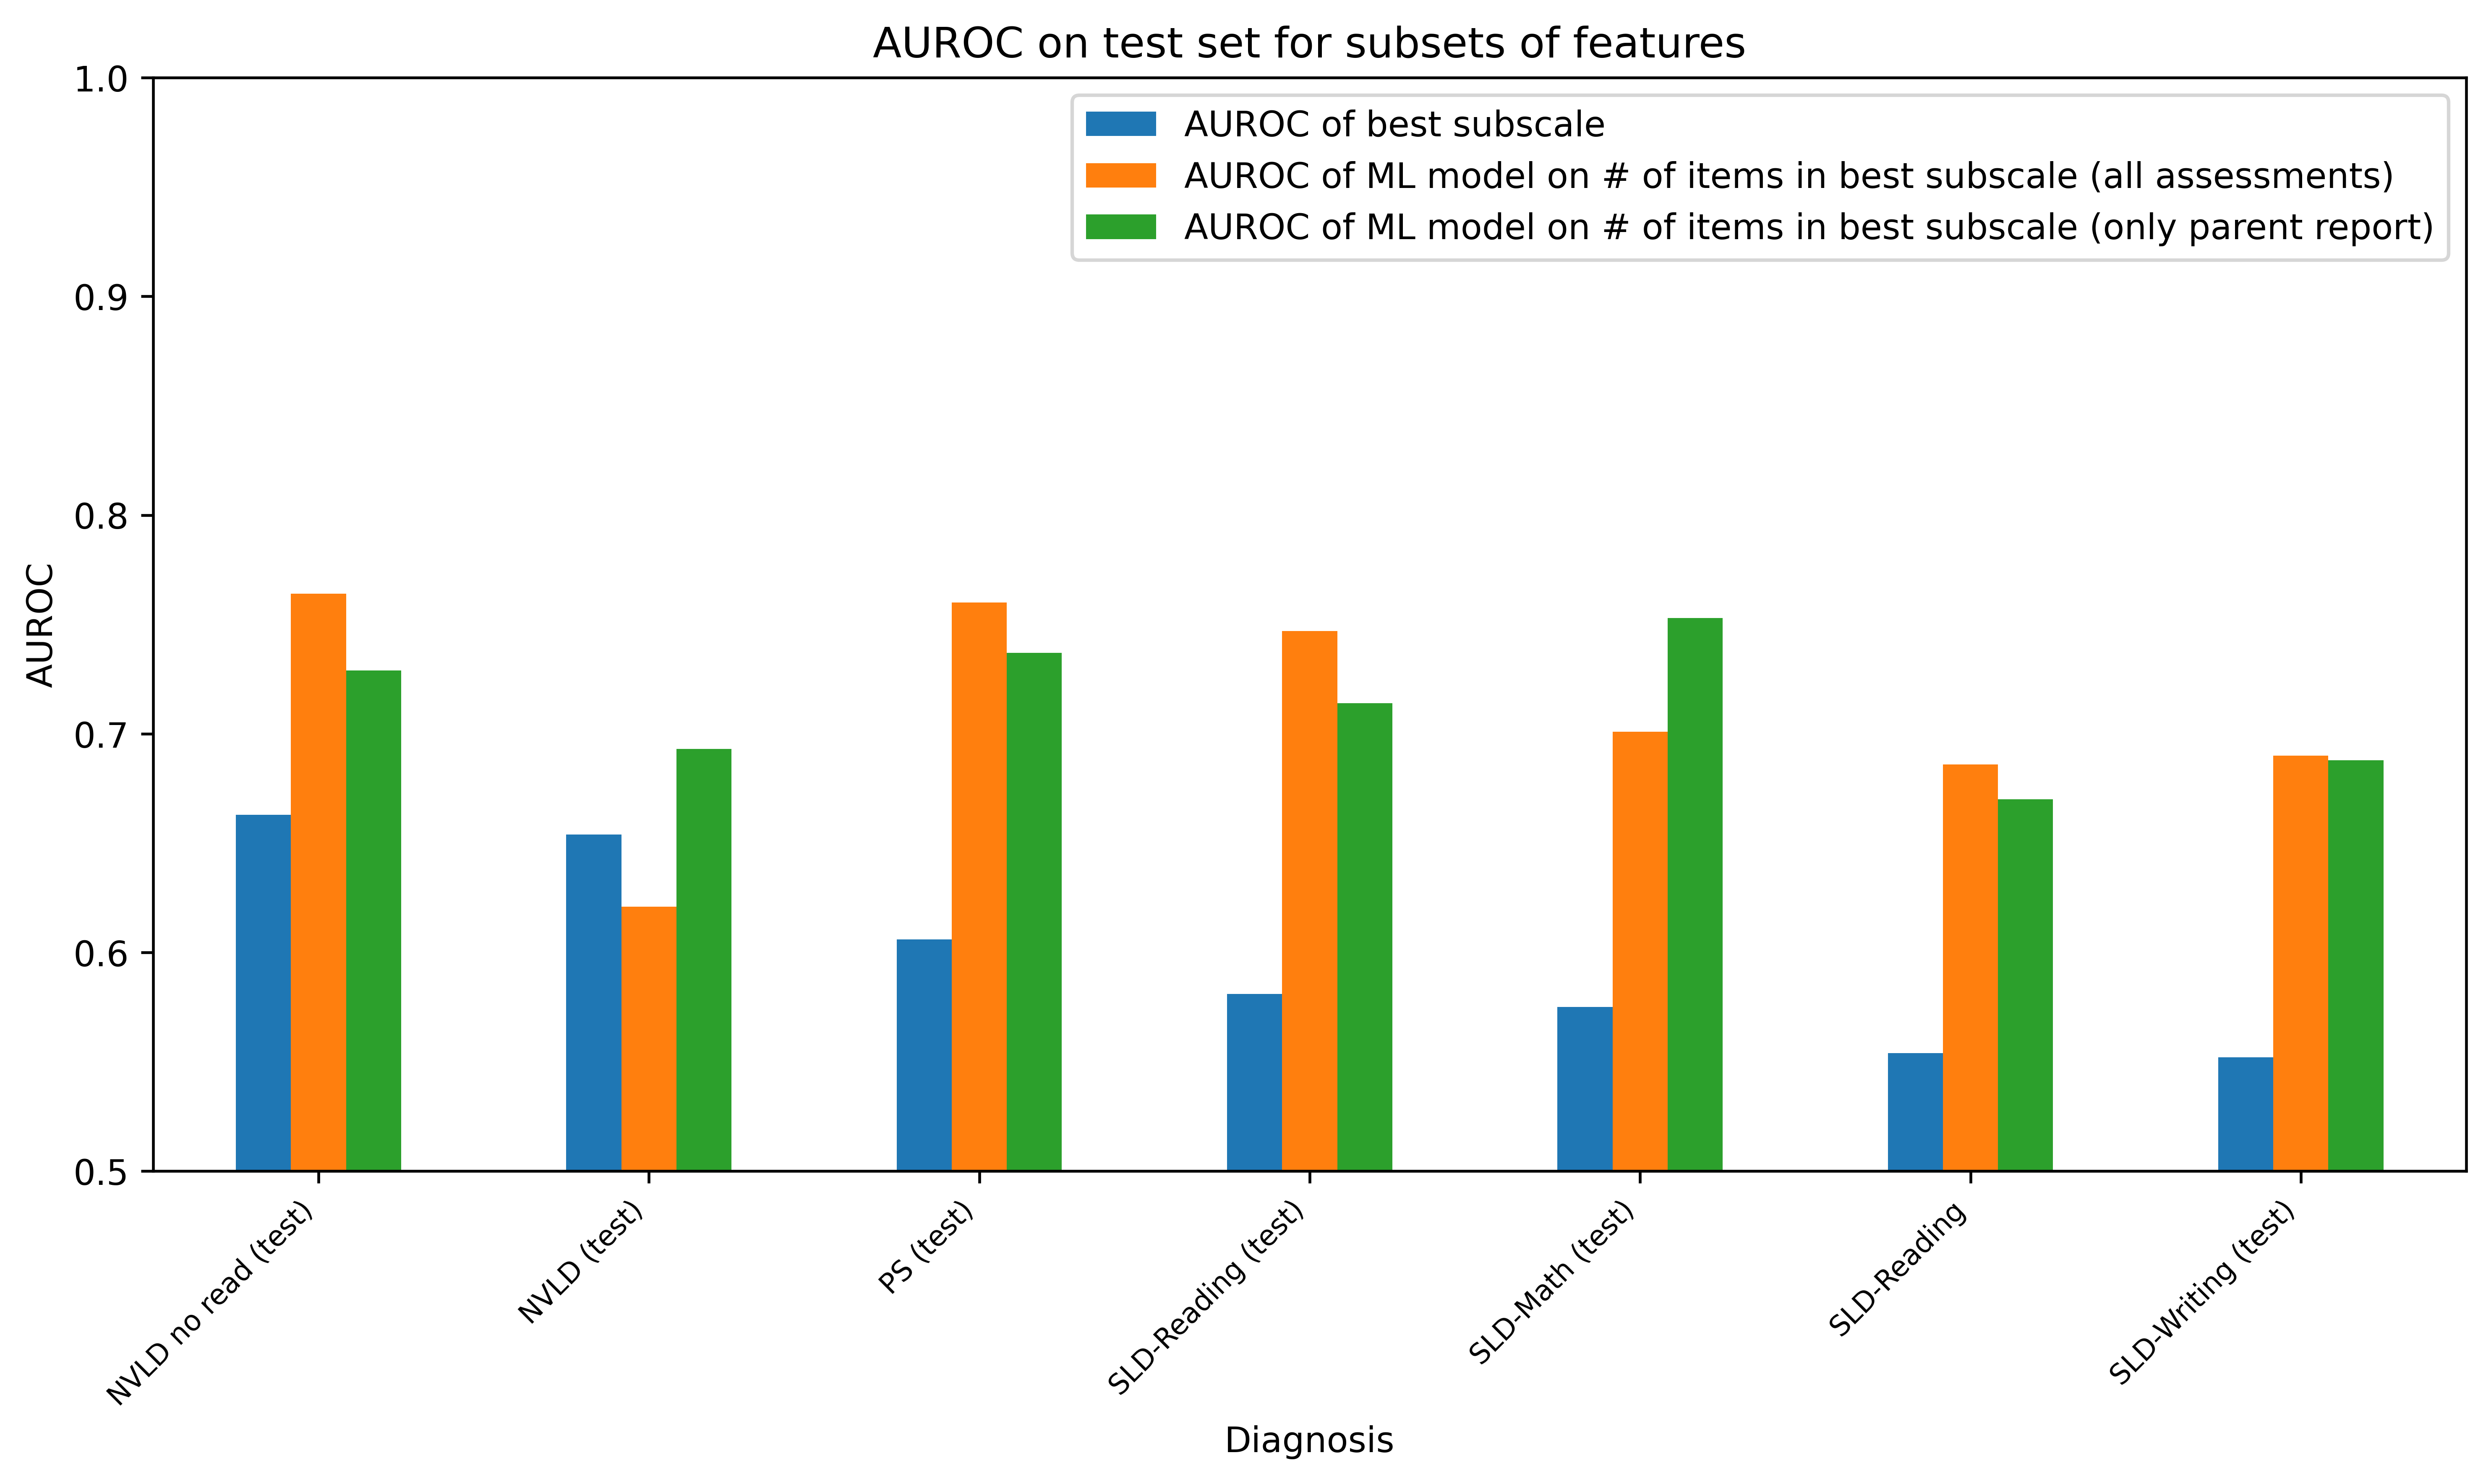 AUROC on test set for subsets of features
AUROC of best subscale
AUROC of ML model on # of items in best subscale (all assessments)
AUROC of ML model on # of items in best subscale (only parent report)
AUROC
1.0
0.9
0.8
0.7
0.6
0.5
NVLD no read (test)
NVLD (test)
PS (test)
SLD-Reading (test)
SLD-Math (test)
SLD-Reading
SLD-Writing (test)
Diagnosis